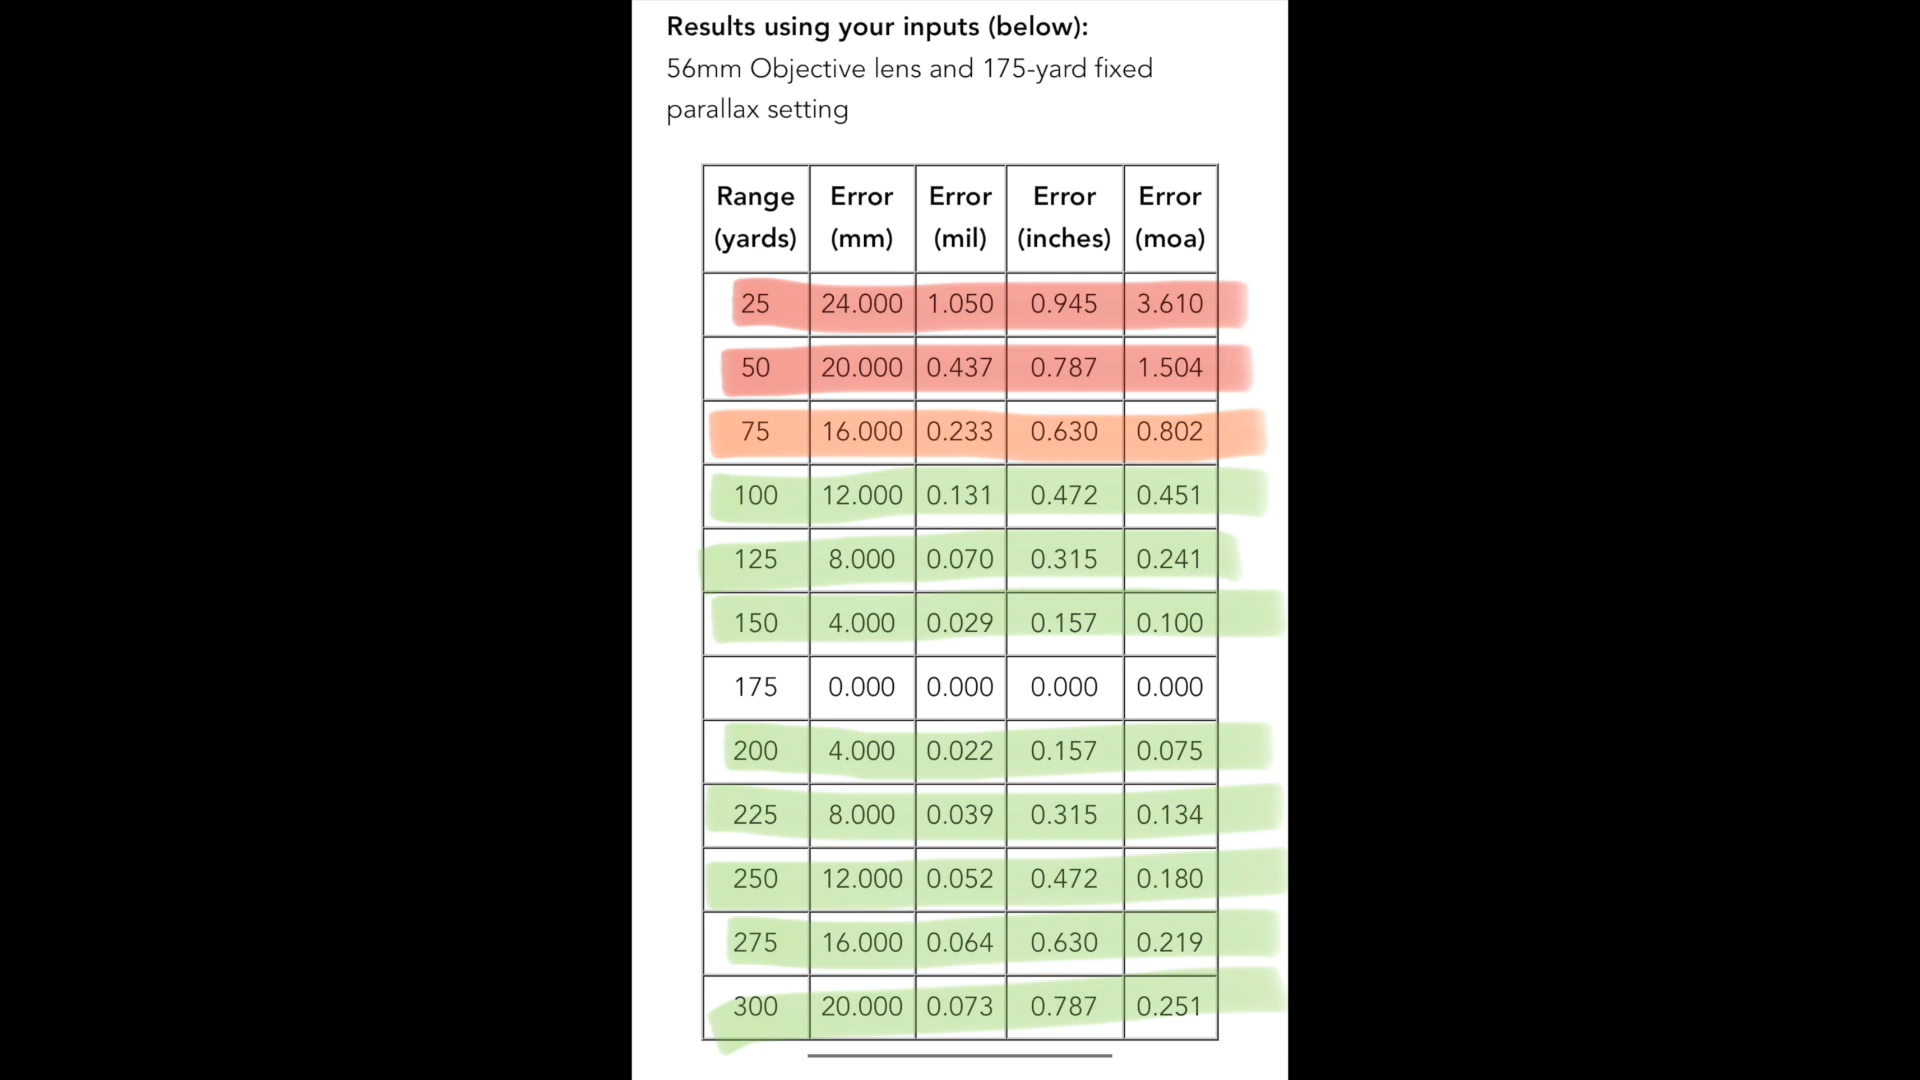 Results using your inputs (below):
56mm Objective lens and 175-yard fixed
parallax setting
Range (yards) Error (mm) Error (mil) Error (inches) Error (moa)
25 24.000 1.050 0.945 3.610
50 20.000 0.437 0.787 1.504
75 16.000 0.233 0.630 0.802
100 12.000 0.131 0.472 0.451
125 8.000 0.070 0.315 0.241
150 4.000 0.029 0.157 0.100
175 0.000 0.000 0.000 0.000
200 4.000 0.022 0.157 0.075
225 8.000 0.039 0.315 0.134
250 12.000 0.052 0.472 0.180
275 16.000 0.064 0.630 0.219
300 20.000 0.073 0.787 0.251